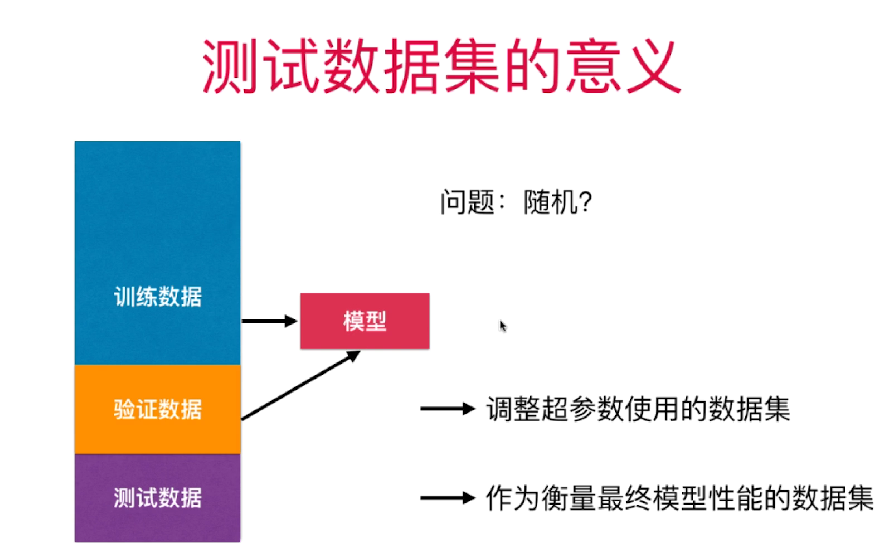 测试数据集的意义
问题：随机？
训练数据
模型
验证数据
调整超参数使用的数据集
测试数据
作为衡量最终模型性能的数据集